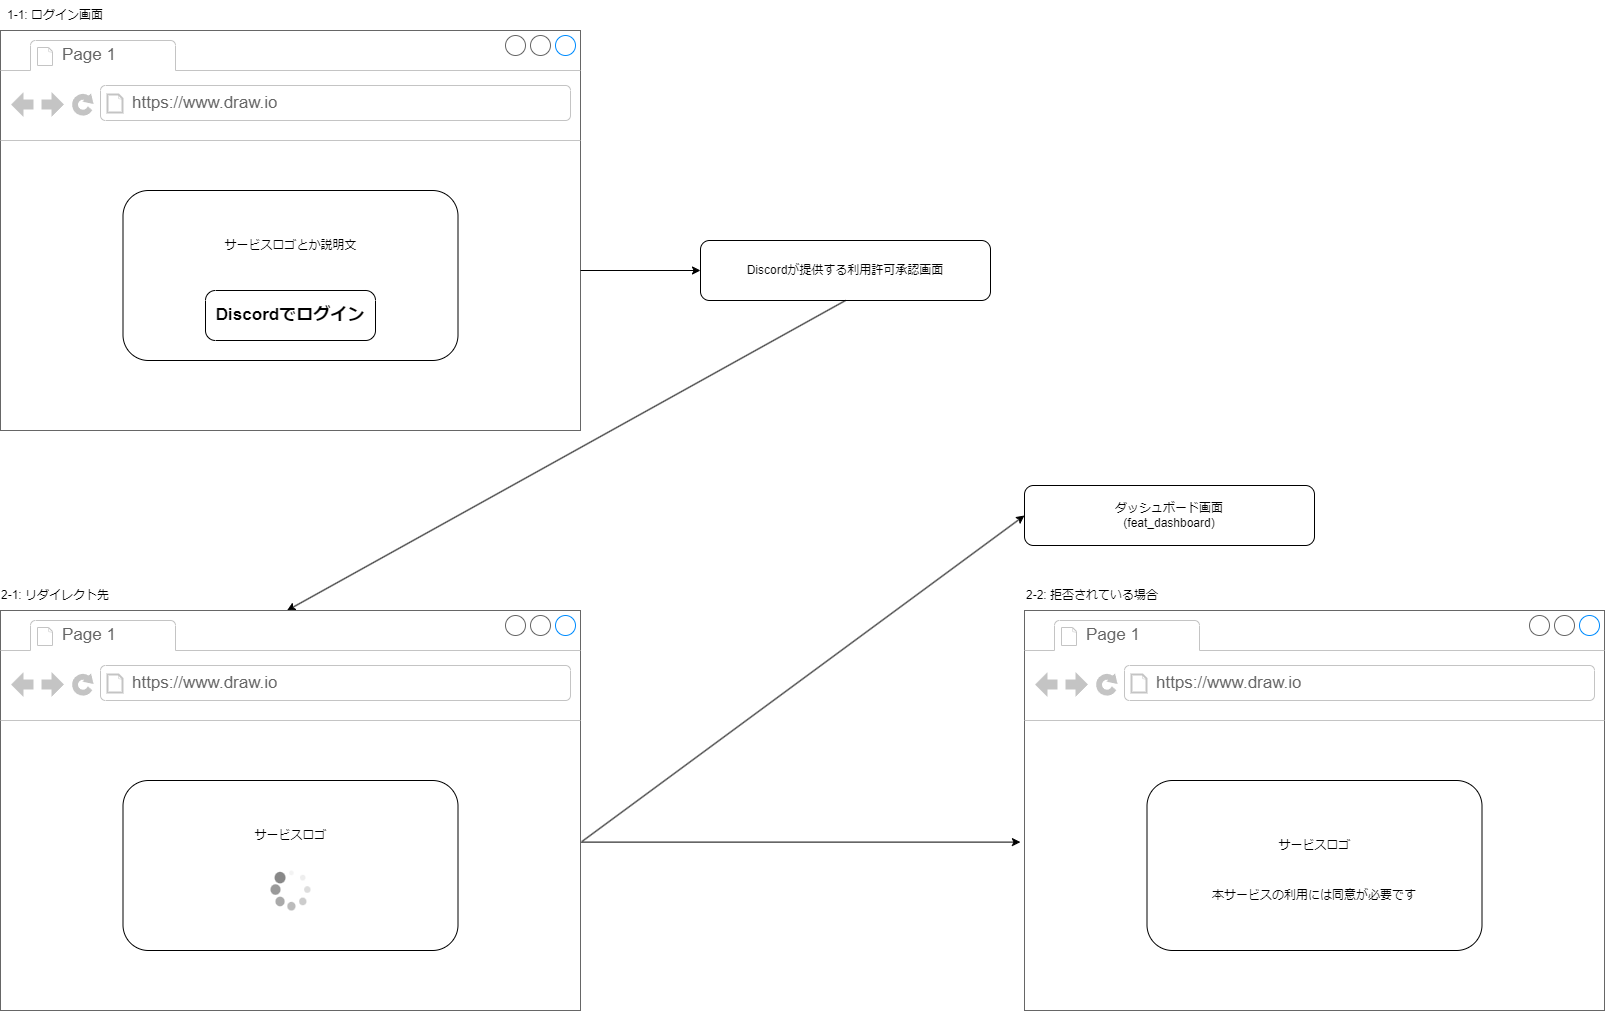 1-1: ログイン画面
Page 1
https://www.draw.io
サービスロゴとか説明文
Discordでログイン
Discordが提供する利用許可承認画面
ダッシュボード画面
(feat_dashboard)
2-1: リダイレクト先
Page 1
https://www.draw.io
サービスロゴ
2-2: 拒否されている場合
Page 1
https://www.draw.io
サービスロゴ
本サービスの利用には同意が必要です